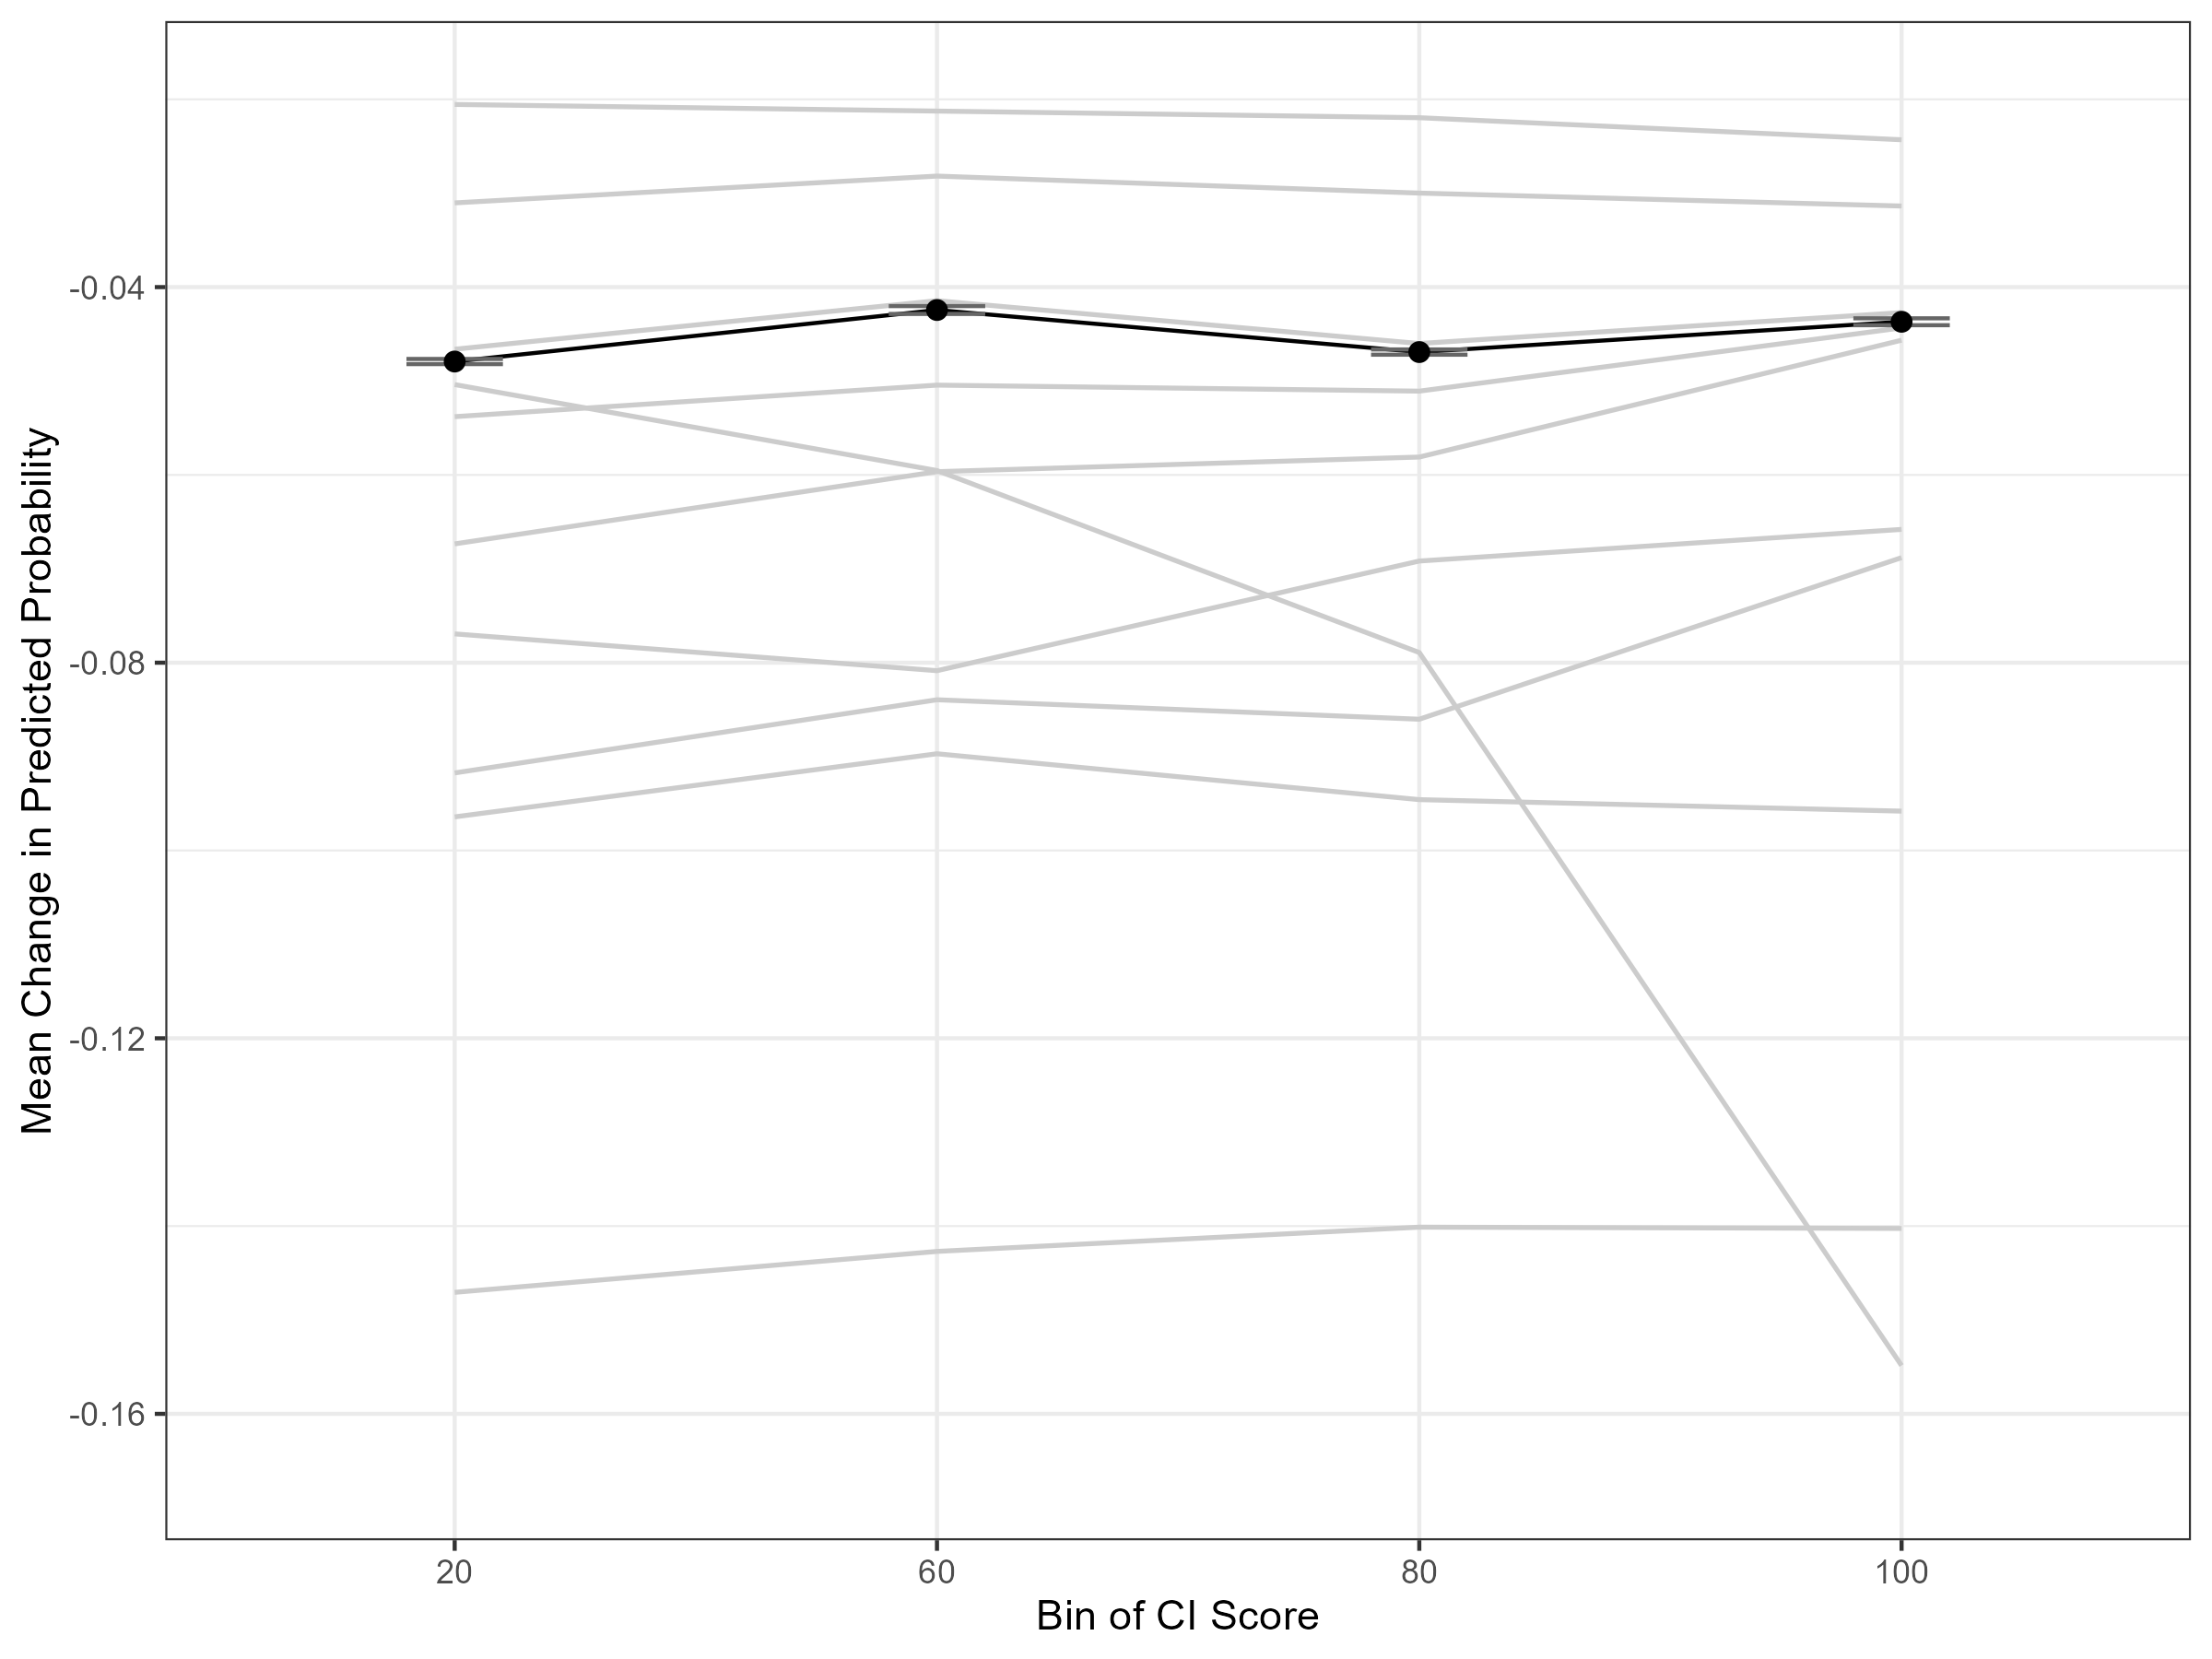 Mean Change in Predicted Probability
-0.04
-0.08
-0.12
-0.16
20 60 80 100
Bin of CI Score